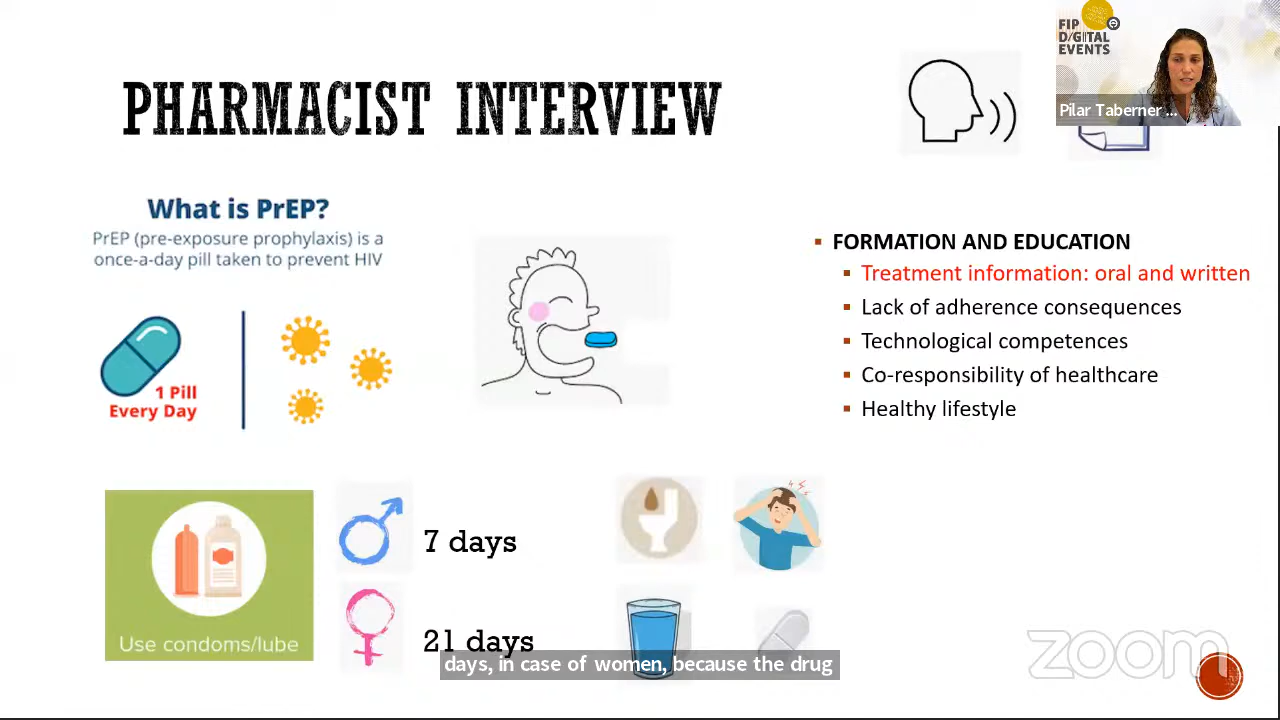 FIP
DIGITAL
EVENTS
Pilar Taberner ...
PHARMACIST INTERVIEW
What is PrEP?
PrEP (pre-exposure prophylaxis) is a
once-a-day pill taken to prevent HIV
1 Pill
Every Day
FORMATION AND EDUCATION
Treatment information: oral and written
Lack of adherence consequences
Technological competences
Co-responsibility of healthcare
Healthy lifestyle
Use condoms/lube
7 days
21 days
days, in case of women, because the drug
zoom